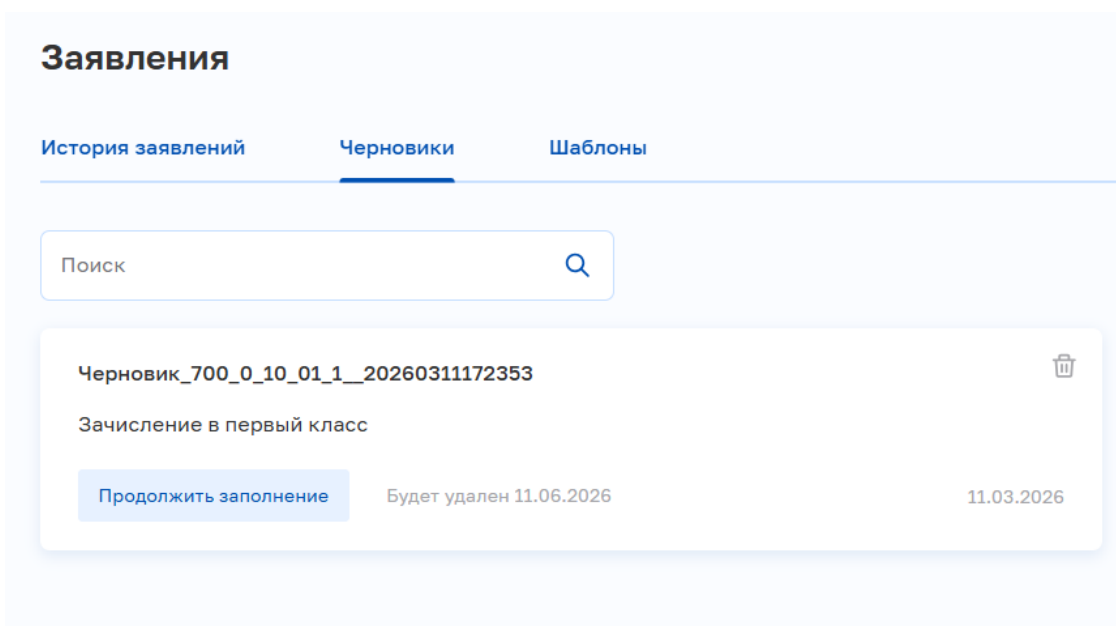 Заявления
История заявлений Черновики Шаблоны
Поиск
Черновик_700_0_10_01_1__20260311172353
Зачисление в первый класс
Продолжить заполнение Будет удален 11.06.2026 11.03.2026